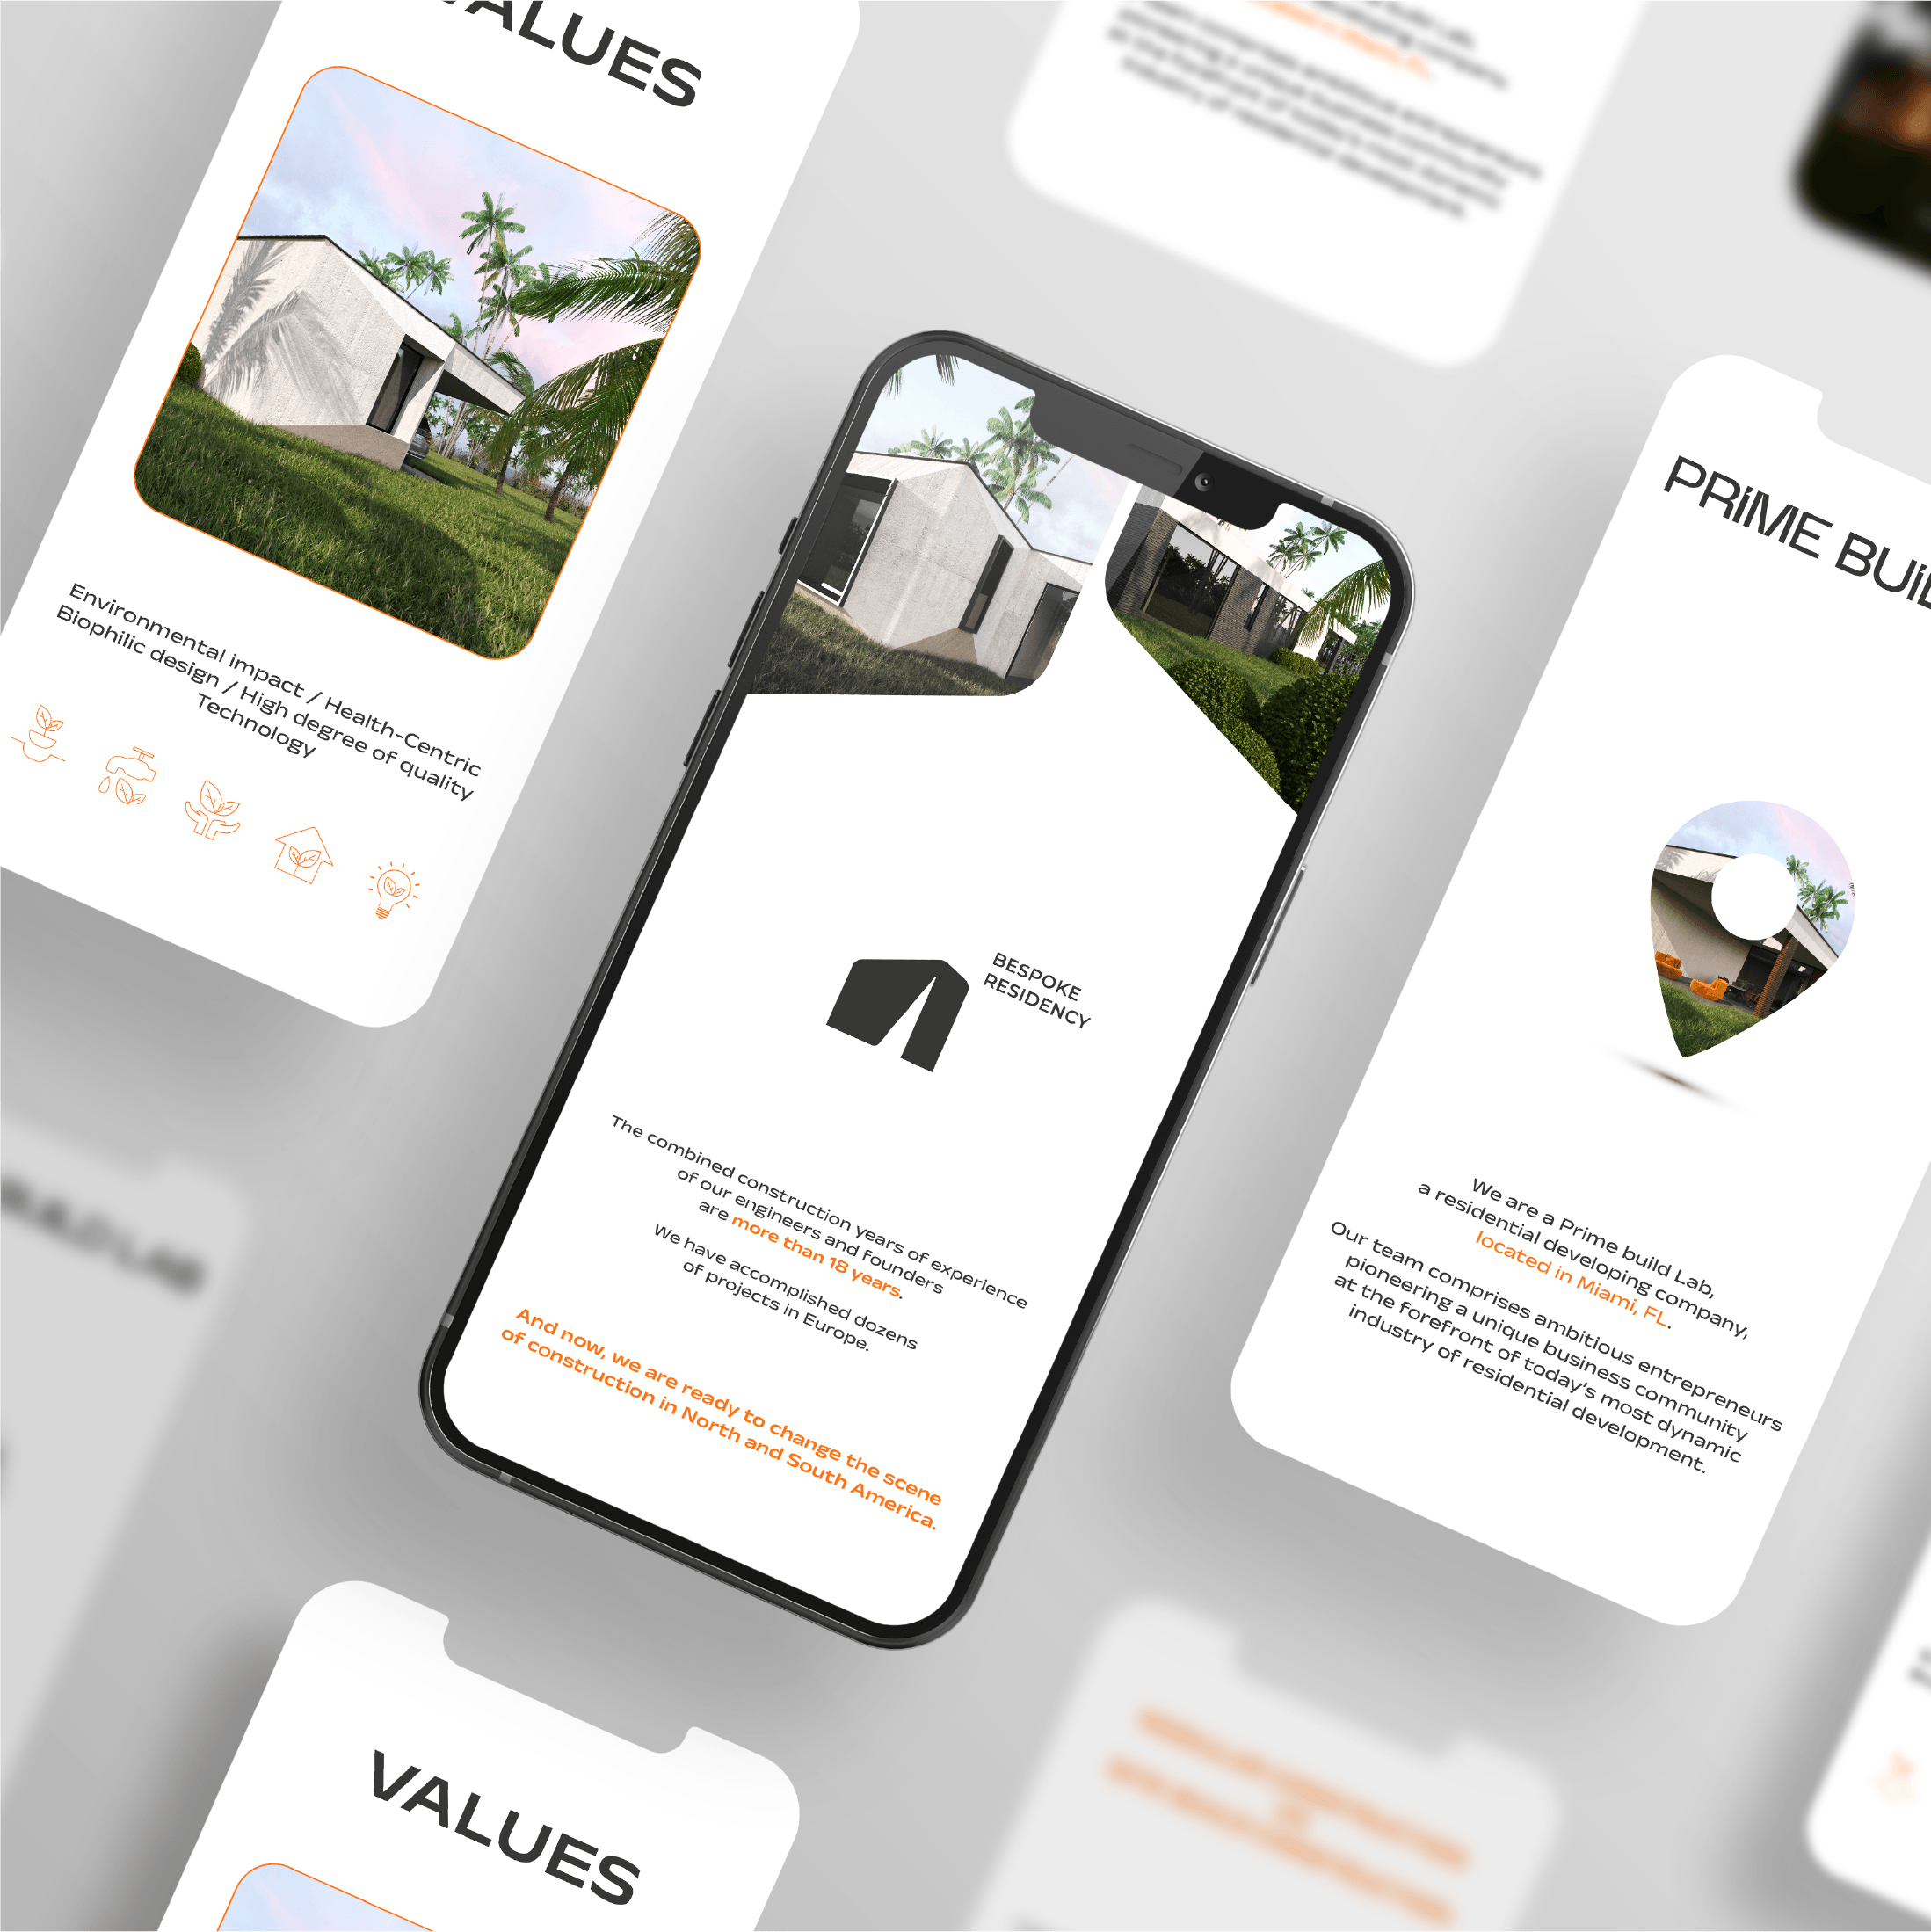 VALUES
Environmental impact / Health-Centric
Biophilic design / High degree of quality
Technology
BESPOKE
RESIDENCY
The combined construction years of experience
of our engineers and founders
are more than 18 years.
We have accomplished dozens
of projects in Europe.
And now, we are ready to change the scene
of construction in North and South America.
PRiME
We are a Prime build Lab,
a residential developing company,
located in Miami, FL.
Our team comprises ambitious entrepreneurs
pioneering a unique business community
at the forefront of today's most dynamic
industry of residential development.
VALUES